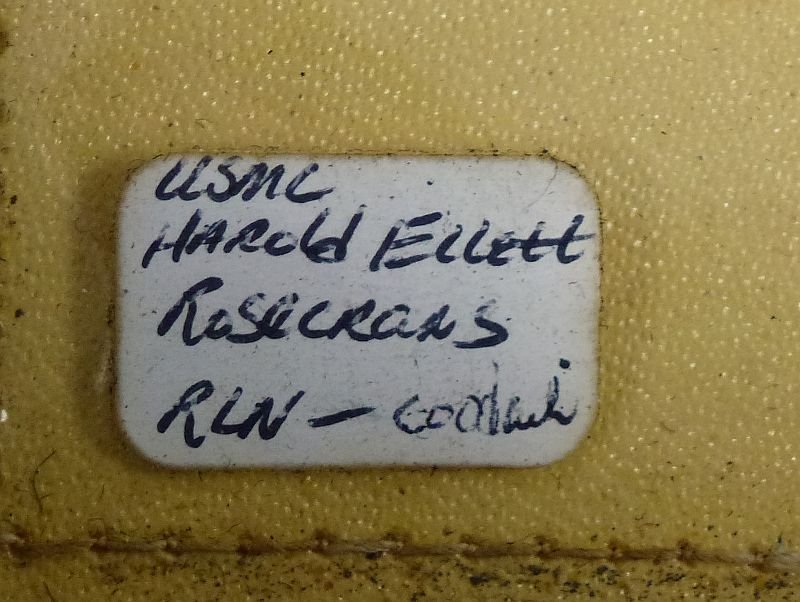 USMC
HAROLd Ellett
Rosecrans
RLN —